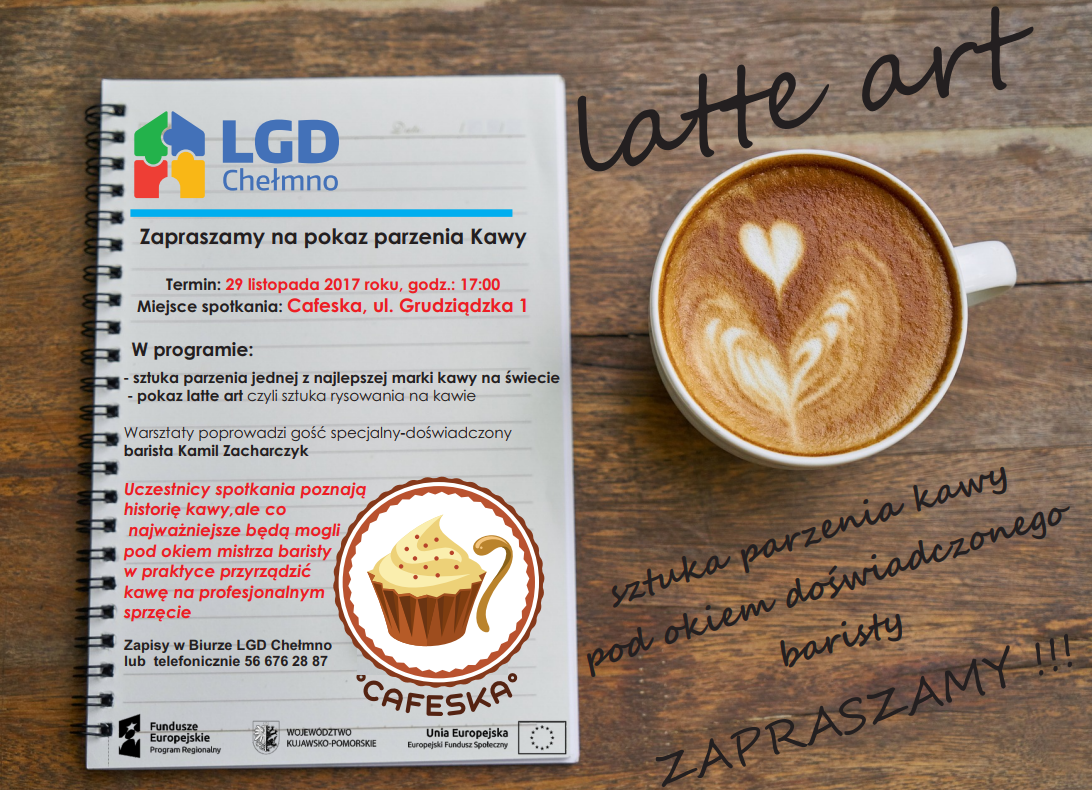 LGD
Chełmno
Zapraszamy na pokaz parzenia Kawy
Termin: 29 listopada 2017 roku, godz.: 17:00
Miejsce spotkania: Cafeska, ul. Grudziądzka 1
W programie:
- sztuka parzenia jednej z najlepszej marki kawy na świecie
- pokaz latte art czyli sztuka rysowania na kawie
Warsztaty poprowadzi gość specjalny-doświadczony
barista Kamil Zacharczyk
Uczestnicy spotkania poznają
historię kawy,ale co
najważniejsze będą mogli
pod okiem mistrza baristy
w praktyce przyrządzić
kawę na profesjonalnym
sprzęcie
Zapisy w Biurze LGD Chełmno
lub telefonicznie 56 676 28 87
CAFESKA
Fundusze
Europejskie
Program Regionalny
WOJEWÓDZTWO
KUJAWSKO-POMORSKIE
Unia Europejska
Europejski Fundusz Społeczny
latte art
sztuka parzenia kawy
pod okiem doświadczonego
baristy
ZAPRASZAMY !!!